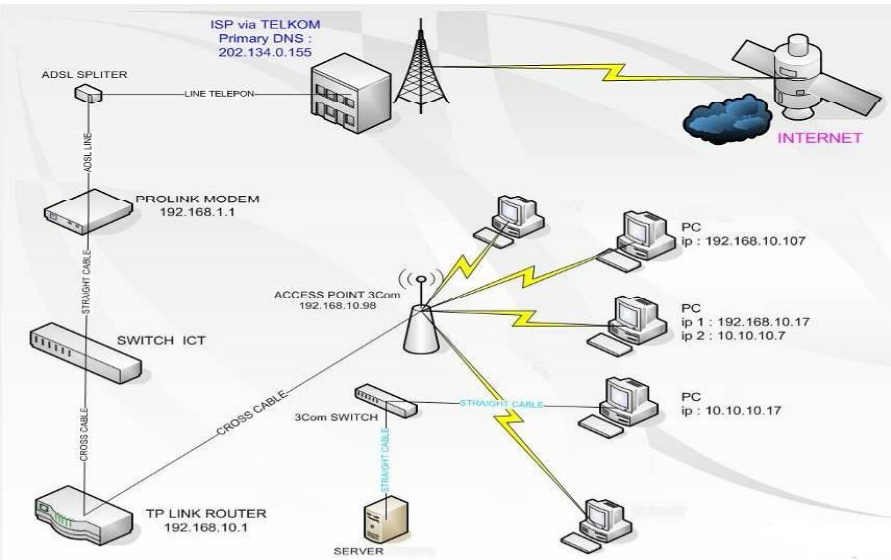 ISP via TELKOM
Primary DNS :
202.134.0.155
ADSL SPLITER
LINE TELEPON
ADSL LINE
INTERNET
PROLINK MODEM
192.168.1.1
STRAIGHT CABLE
SWITCH ICT
CROSS CABLE
TP LINK ROUTER
192.168.10.1
CROSS CABLE
ACCESS POINT 3Com
192.168.10.98
PC
ip : 192.168.10.107
PC
ip 1 : 192.168.10.17
ip 2 : 10.10.10.7
3Com SWITCH
STRAIGHT CABLE
PC
ip : 10.10.10.17
STRAIGHT CABLE
SERVER